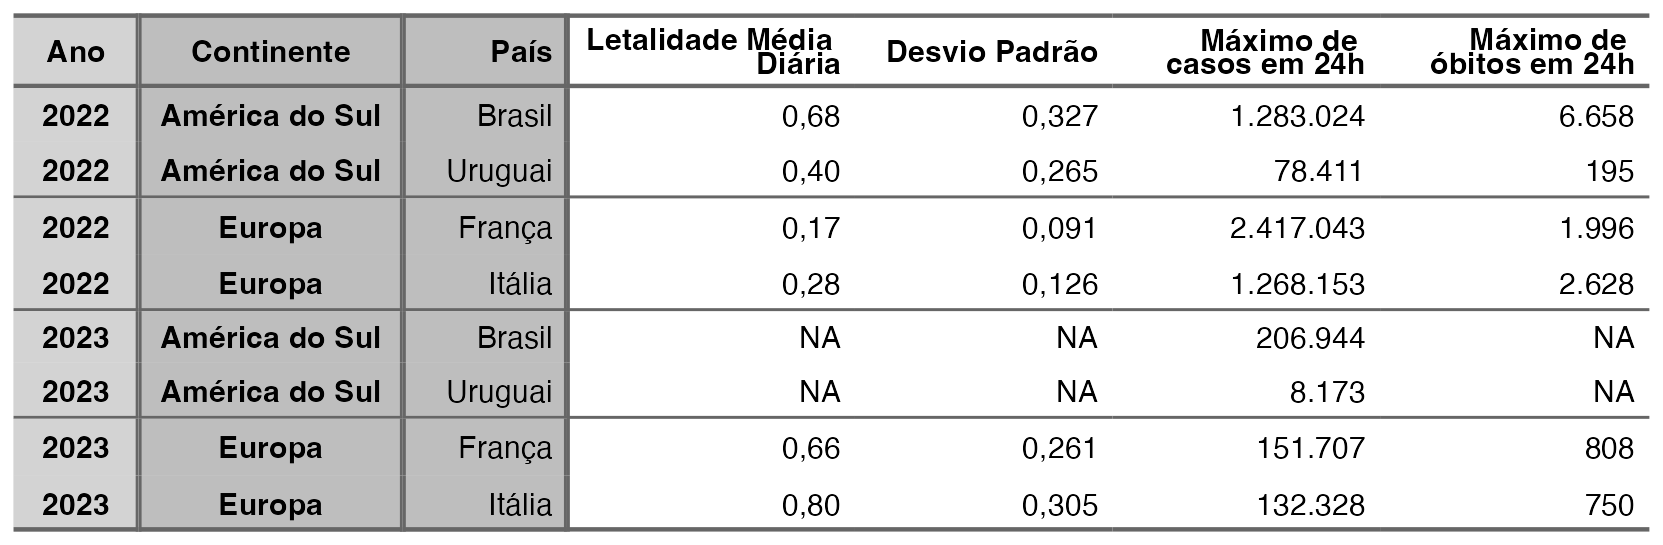 Ano Continente País Letalidade Média Diária Desvio Padrão Máximo de casos em 24h Máximo de óbitos em 24h
2022 América do Sul Brasil 0,68 0,327 1.283.024 6.658
2022 América do Sul Uruguai 0,40 0,265 78.411 195
2022 Europa França 0,17 0,091 2.417.043 1.996
2022 Europa Itália 0,28 0,126 1.268.153 2.628
2023 América do Sul Brasil NA NA 206.944 NA
2023 América do Sul Uruguai NA NA 8.173 NA
2023 Europa França 0,66 0,261 151.707 808
2023 Europa Itália 0,80 0,305 132.328 750